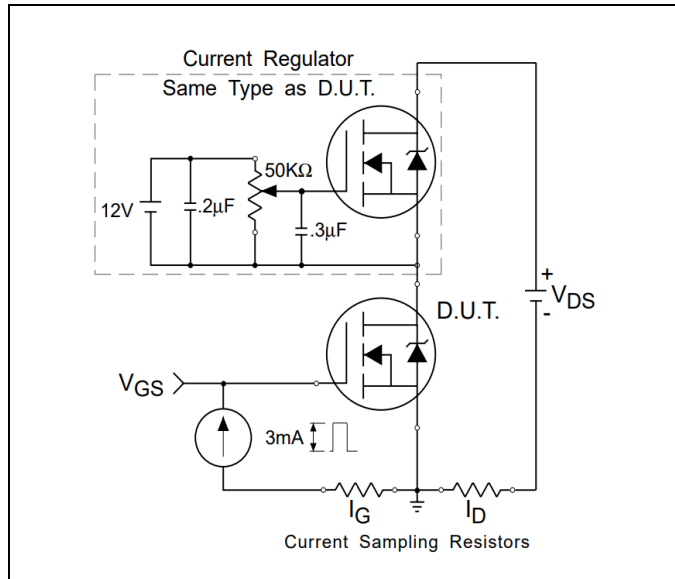 Current Regulator
Same Type as D.U.T.
50KΩ
12V
.2µF
.3µF
+
VDS
-
D.U.T.
VGS
3mA
IG
ID
Current Sampling Resistors